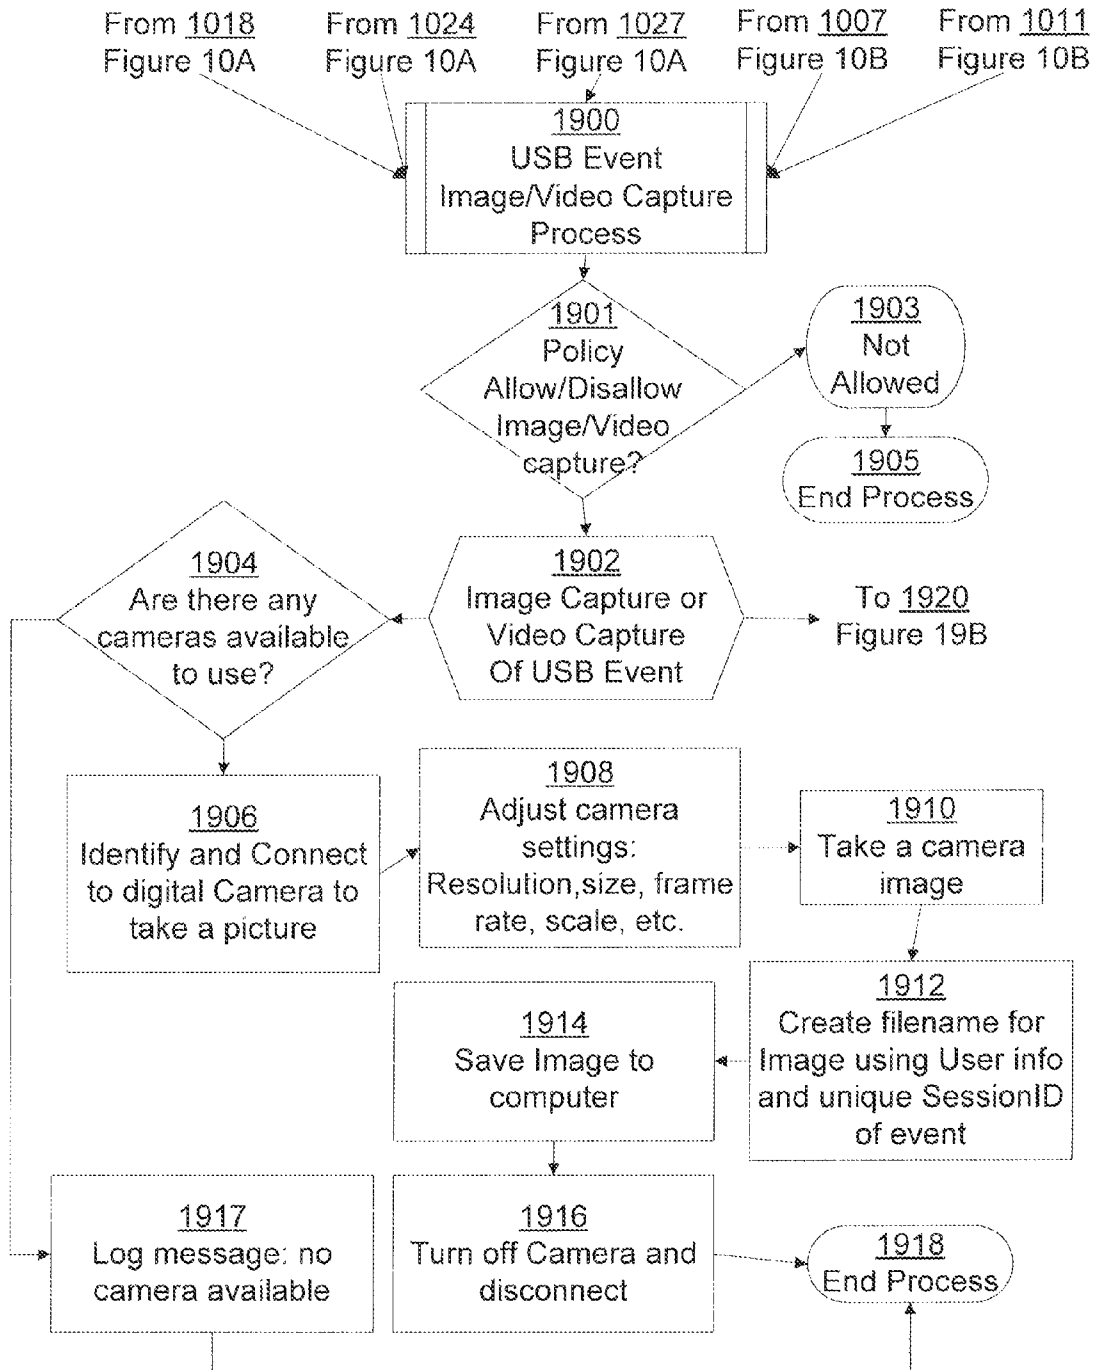 From 1018
Figure 10A
From 1024
Figure 10A
From 1027
Figure 10A
From 1007
Figure 10B
From 1011
Figure 10B
1900
USB Event
Image/Video Capture
Process
1901
Policy
Allow/Disallow
Image/Video
capture?
1903
Not
Allowed
1905
End Process
1904
Are there any
cameras available
to use?
1902
Image Capture or
Video Capture
Of USB Event
To 1920
Figure 19B
1906
Identify and Connect
to digital Camera to
take a picture
1908
Adjust camera
settings:
Resolution,size, frame
rate, scale, etc.
1910
Take a camera
image
1912
Create filename for
Image using User info
and unique SessionID
of event
1914
Save Image to
computer
1917
Log message: no
camera available
1916
Turn off Camera and
disconnect
1918
End Process